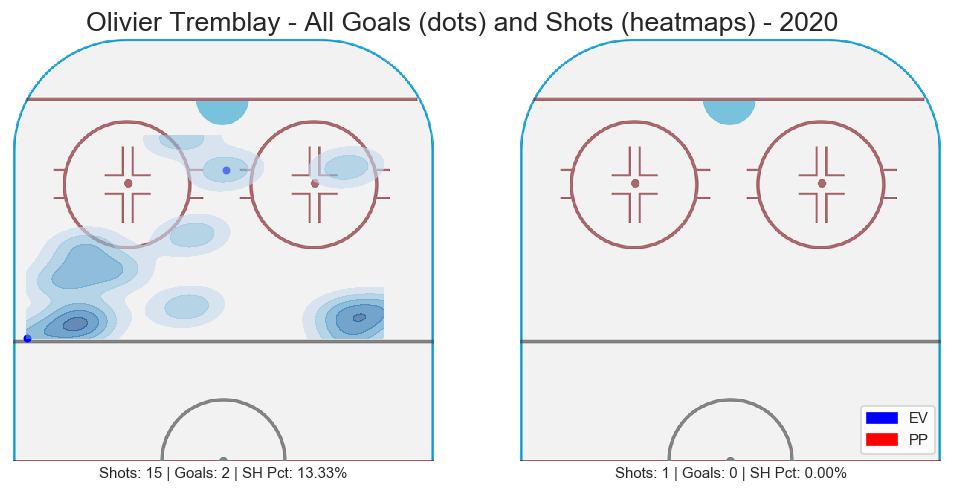 Olivier Tremblay - All Goals (dots) and Shots (heatmaps) - 2020
EV
PP
Shots: 15 | Goals: 2 | SH Pct: 13.33%
Shots: 1 | Goals: 0 | SH Pct: 0.00%